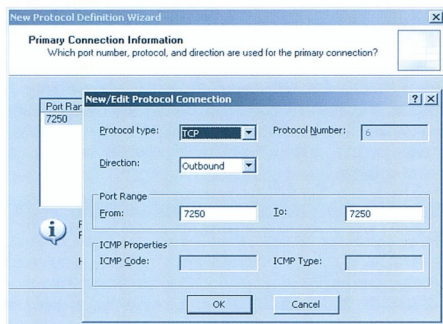 New Protocol Definition Wizard
Primary Connection Information
Which port number, protocol, and direction are used for the primary connection?
Port Ran
7250
New/Edit Protocol Connection
Protocol type:
TCP
Protocol Number:
6
Direction:
Outbound
Port Range
From:
7250
To:
7250
ICMP Properties
ICMP Code:
ICMP Type:
OK
Cancel